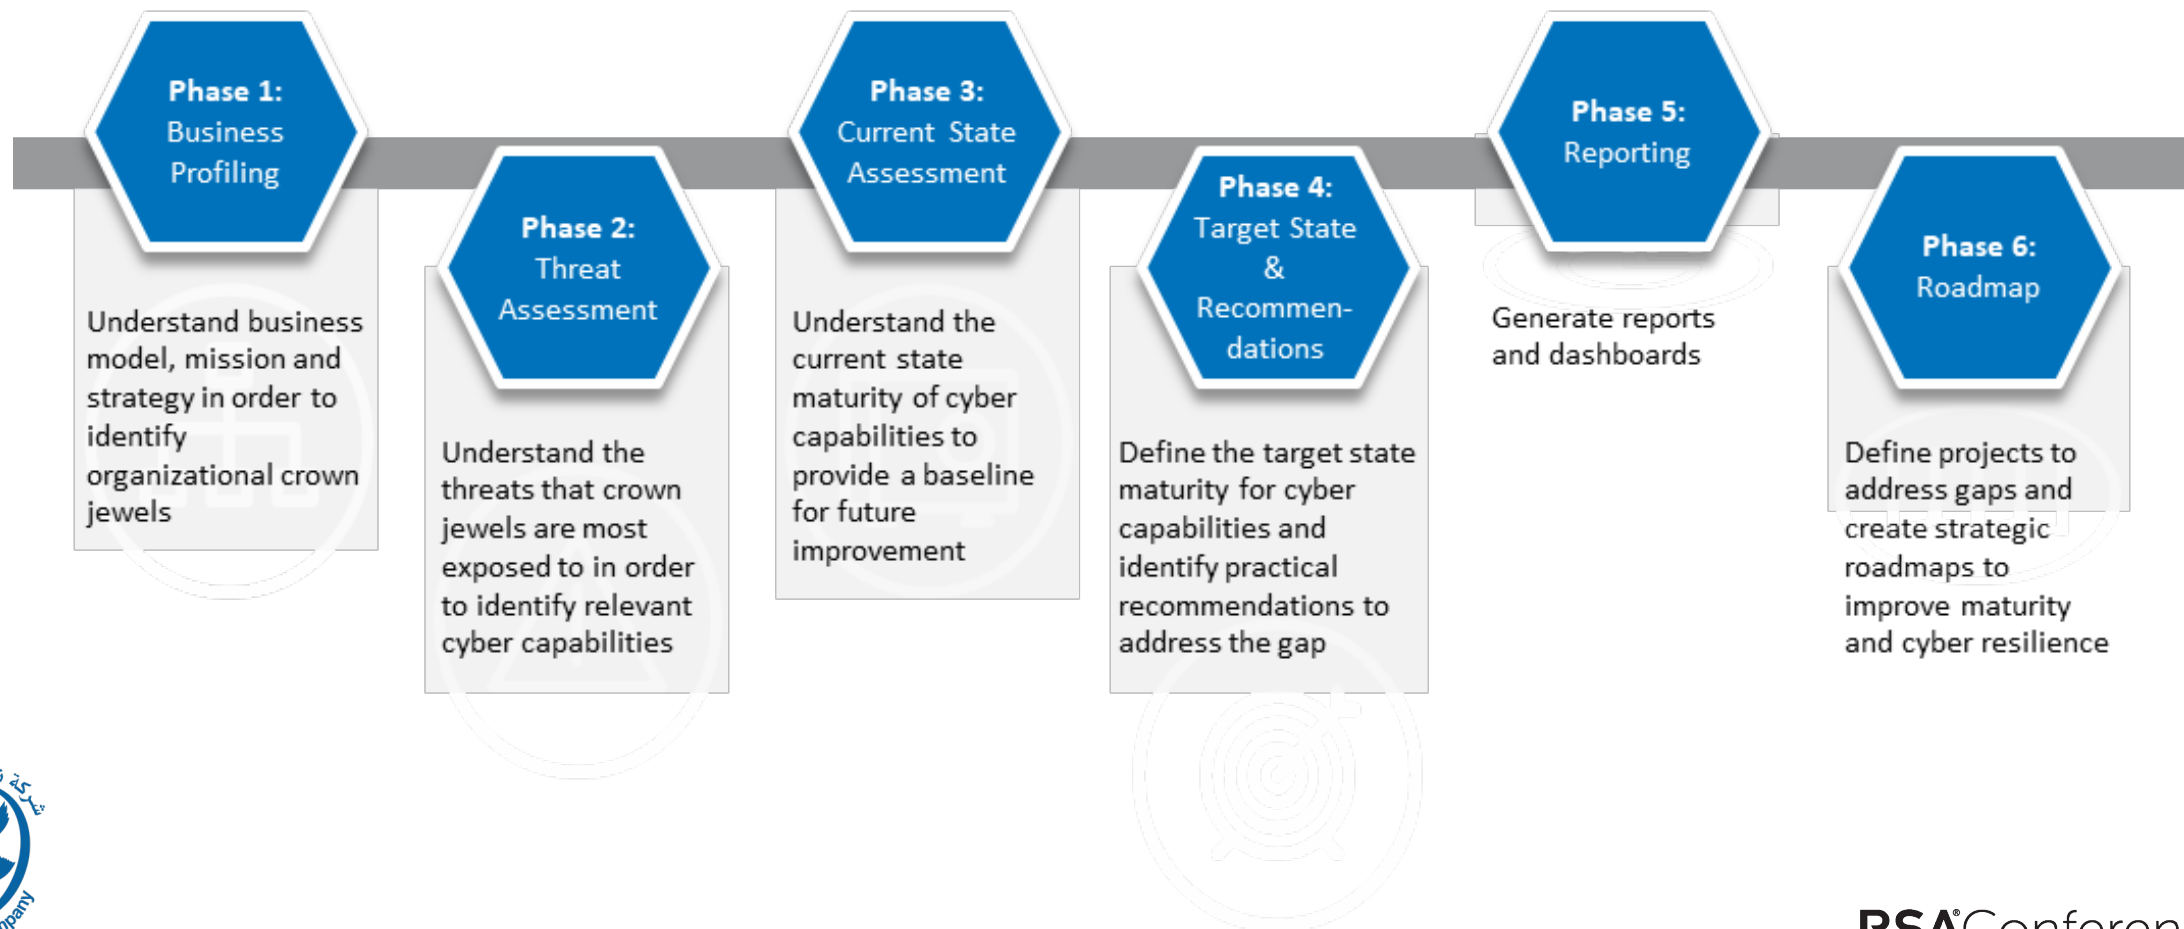 Phase 1:
Business
Profiling
Understand business
model, mission and
strategy in order to
identify
organizational crown
jewels
Phase 2:
Threat
Assessment
Understand the
threats that crown
jewels are most
exposed to in order
to identify relevant
cyber capabilities
Phase 3:
Current State
Assessment
Understand the
current state
maturity of cyber
capabilities to
provide a baseline
for future
improvement
Phase 4:
Target State
&
Recommen-
dations
Define the target state
maturity for cyber
capabilities and
identify practical
recommendations to
address the gap
Phase 5:
Reporting
Generate reports
and dashboards
Phase 6:
Roadmap
Define projects to
address gaps and
create strategic
roadmaps to
improve maturity
and cyber resilience
شركة
RSA®Conferen